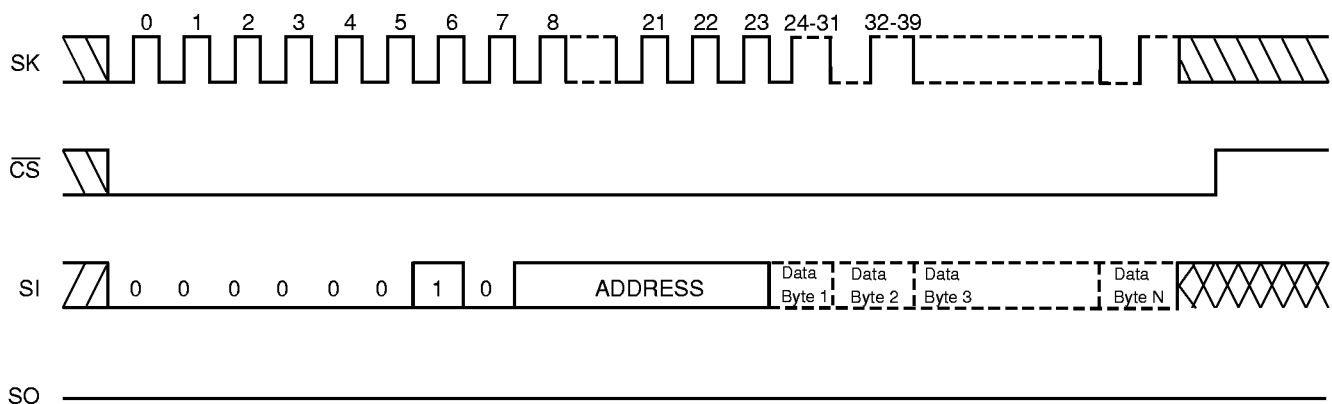 0 1 2 3 4 5 6 7 8 21 22 23 24-31 32-39
SK
CS
SI
0 0 0 0 0 0 1 0 ADDRESS
Data
Byte 1
Data
Byte 2
Data
Byte 3
Data
Byte N
SO